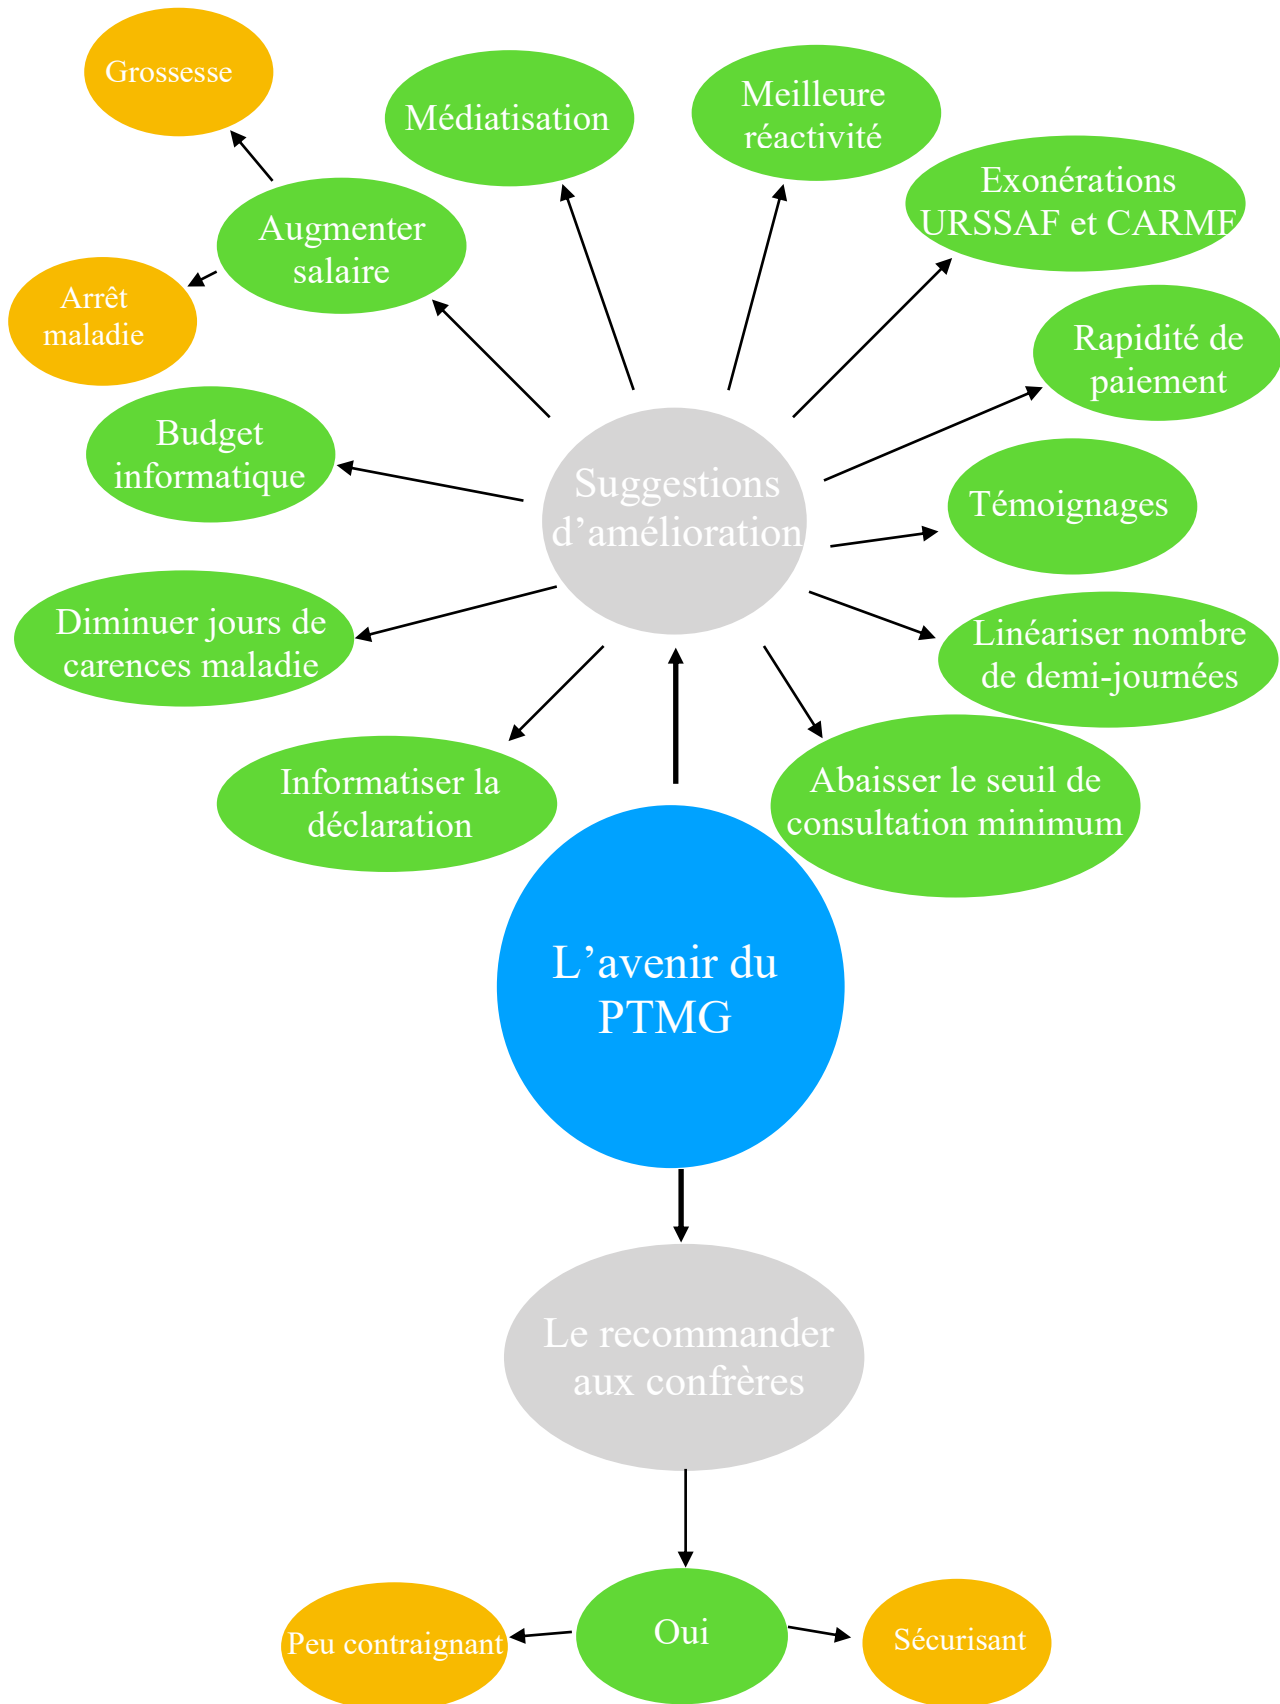 Grossesse
Médiatisation
Meilleure
réactivité
Exonérations
URSSAF et CARMF
Augmenter
salaire
Arrêt
maladie
Rapidité de
paiement
Budget
informatique
Suggestions
d’amélioration
Témoignages
Diminuer jours de
carences maladie
Linéariser nombre
de demi-journées
Informatiser la
déclaration
Abaisser le seuil de
consultation minimum
L’avenir du
PTMG
Le recommander
aux confrères
Oui
Peu contraignant
Sécurisant